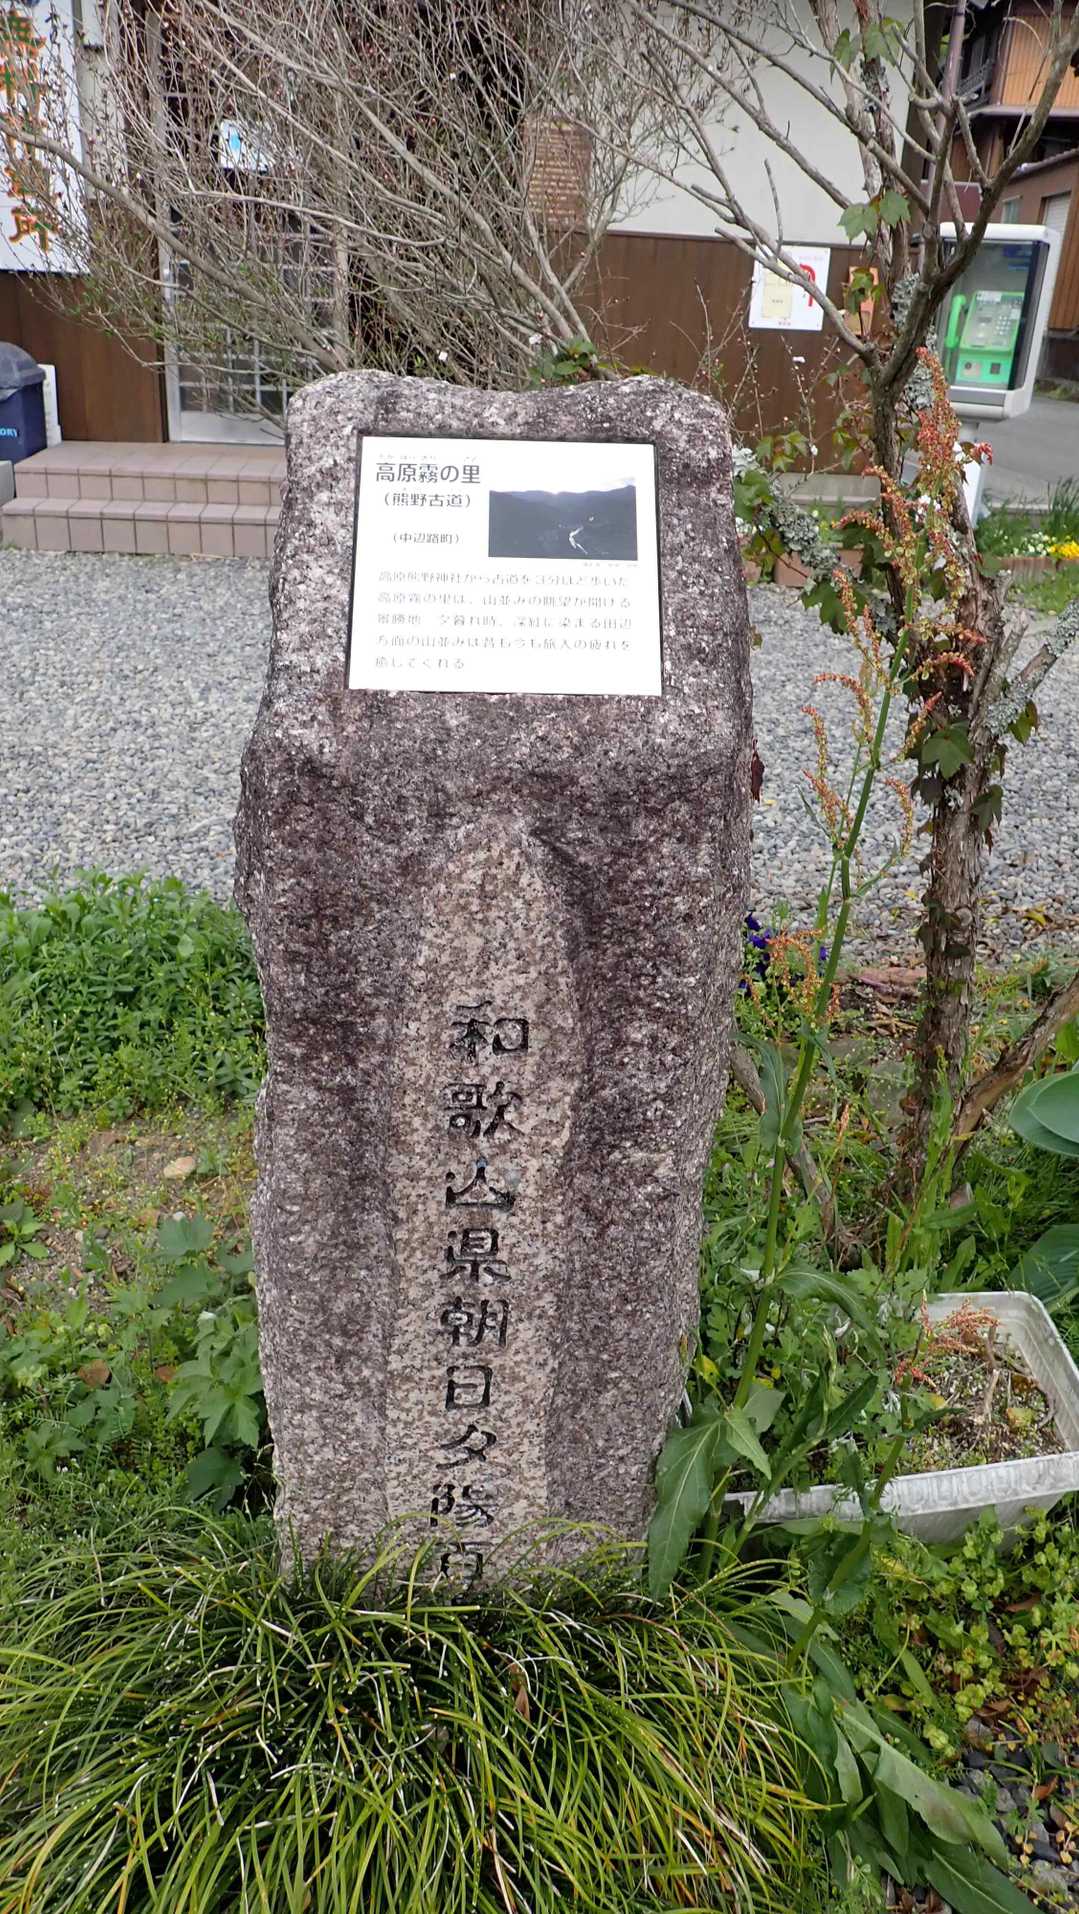 高原霧の里
(熊野古道)
(中辺路町)
高原熊野神社から古道を3分ほど歩いた
高原霧の里は、山並みの眺望が開ける
景勝地 夕暮れ時、深紅に染まる田辺
方面の山並みは昔も今も旅人の疲れを
癒してくれる
和歌山県朝日夕陽百